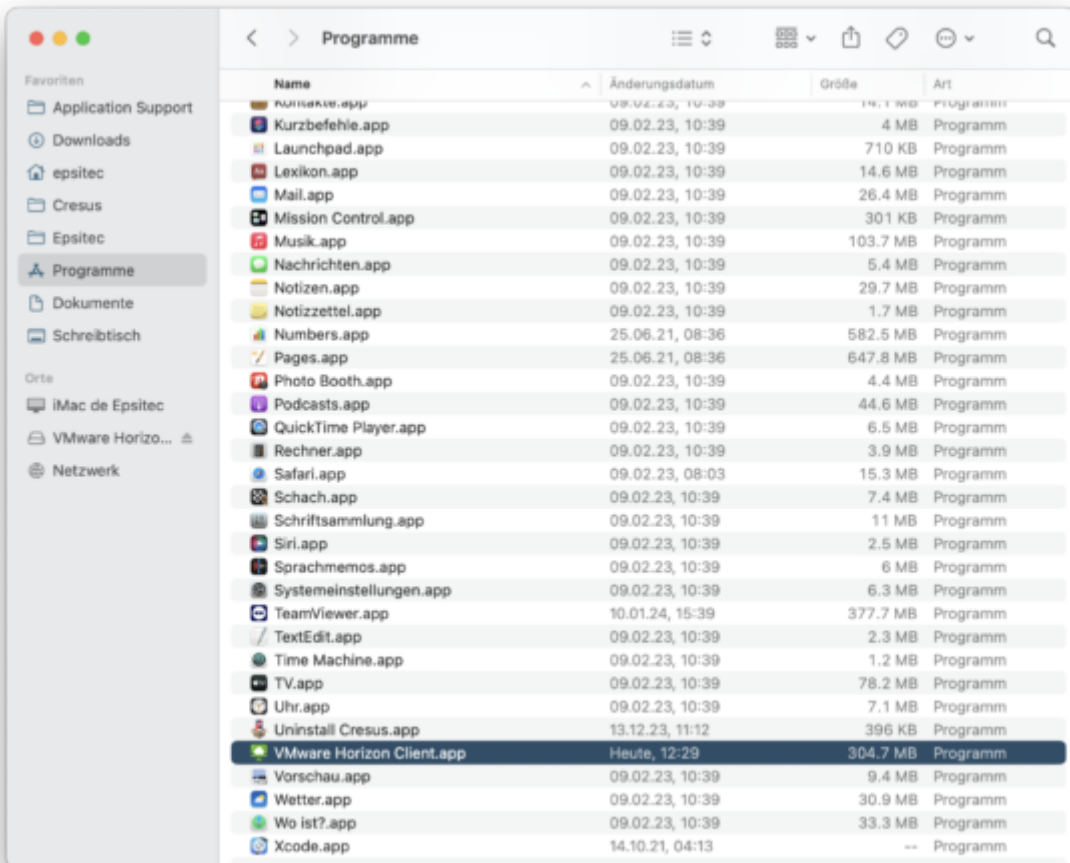 Programme
Favoriten
Application Support
Downloads
epsitec
Cresus
Epsitec
Programme
Dokumente
Schreibtisch
Orte
iMac de Epsitec
VMware Horizo...
Netzwerk
Name Änderungsdatum Größe Art
Kontakte.app 09.02.23, 10:39 14.1 MB Programm
Kurzbefehle.app 09.02.23, 10:39 4 MB Programm
Launchpad.app 09.02.23, 10:39 710 KB Programm
Lexikon.app 09.02.23, 10:39 14.6 MB Programm
Mail.app 09.02.23, 10:39 26.4 MB Programm
Mission Control.app 09.02.23, 10:39 301 KB Programm
Musik.app 09.02.23, 10:39 103.7 MB Programm
Nachrichten.app 09.02.23, 10:39 5.4 MB Programm
Notizen.app 09.02.23, 10:39 29.7 MB Programm
Notizzettel.app 09.02.23, 10:39 1.7 MB Programm
Numbers.app 25.06.21, 08:36 582.5 MB Programm
Pages.app 25.06.21, 08:36 647.8 MB Programm
Photo Booth.app 09.02.23, 10:39 4.4 MB Programm
Podcasts.app 09.02.23, 10:39 44.6 MB Programm
QuickTime Player.app 09.02.23, 10:39 6.5 MB Programm
Rechner.app 09.02.23, 10:39 3.9 MB Programm
Safari.app 09.02.23, 08:03 15.3 MB Programm
Schach.app 09.02.23, 10:39 7.4 MB Programm
Schriftsammlung.app 09.02.23, 10:39 11 MB Programm
Siri.app 09.02.23, 10:39 2.5 MB Programm
Sprachmemos.app 09.02.23, 10:39 6 MB Programm
Systemeinstellungen.app 09.02.23, 10:39 6.3 MB Programm
TeamViewer.app 10.01.24, 15:39 377.7 MB Programm
TextEdit.app 09.02.23, 10:39 2.3 MB Programm
Time Machine.app 09.02.23, 10:39 1.2 MB Programm
TV.app 09.02.23, 10:39 78.2 MB Programm
Uhr.app 09.02.23, 10:39 7.1 MB Programm
Uninstall Cresus.app 13.12.23, 11:12 396 KB Programm
VMware Horizon Client.app Heute, 12:29 304.7 MB Programm
Vorschau.app 09.02.23, 10:39 9.4 MB Programm
Wetter.app 09.02.23, 10:39 30.9 MB Programm
Wo ist?.app 09.02.23, 10:39 33.3 MB Programm
Xcode.app 14.10.21, 04:13 -- Programm